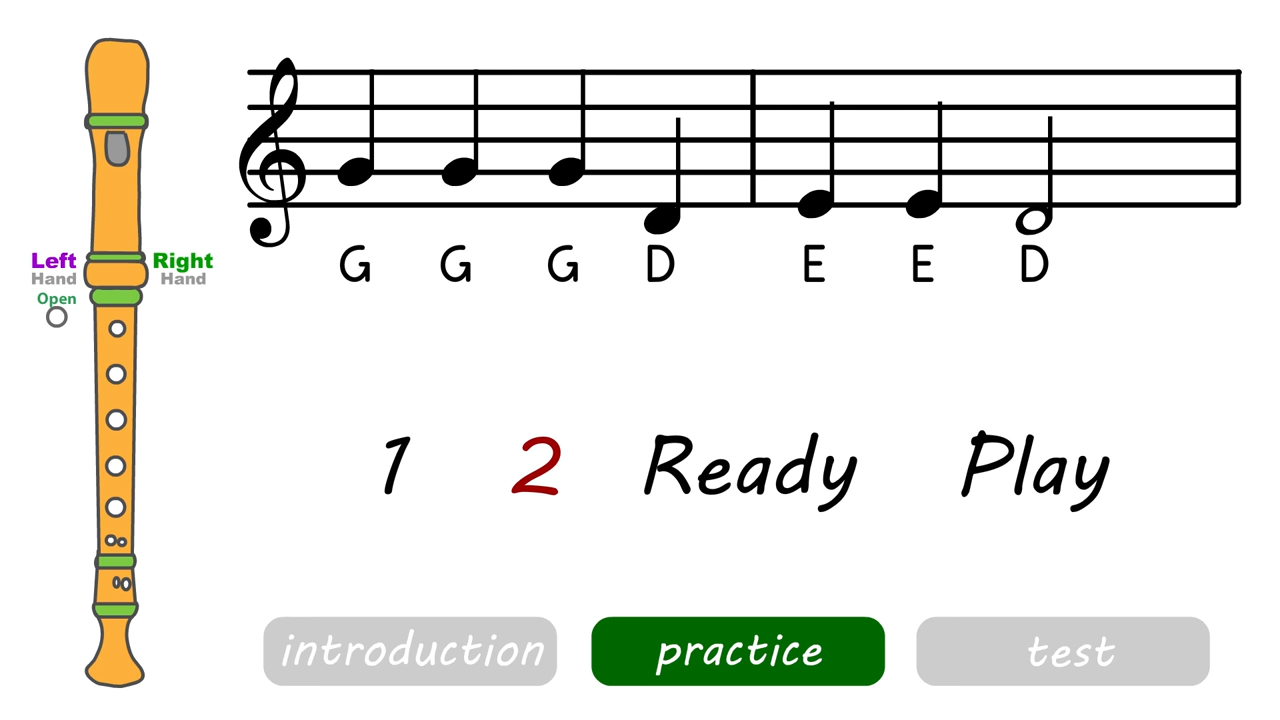 G G G D E E D
Left Right
Hand Hand
Open
1 2 Ready Play
introduction practice test